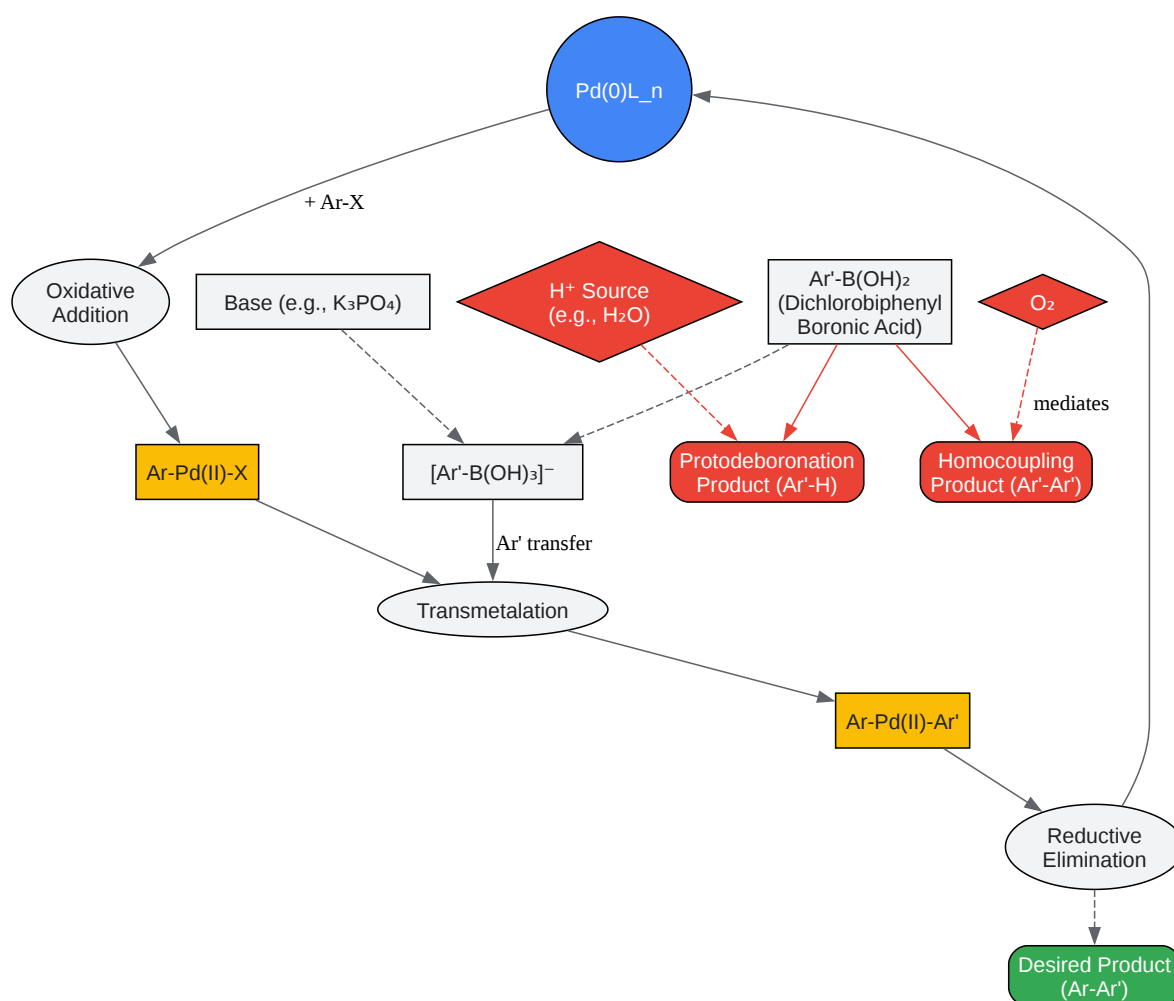 Pd(0)L_n
+ Ar-X
Oxidative
Addition
Base (e.g., K₃PO₄)
H⁺ Source
(e.g., H₂O)
Ar'-B(OH)₂
(Dichlorobiphenyl
Boronic Acid)
O₂
mediates
Ar-Pd(II)-X
[Ar'-B(OH)₃]⁻
Protodeboronation
Product (Ar'-H)
Homocoupling
Product (Ar'-Ar')
Ar' transfer
Transmetalation
Ar-Pd(II)-Ar'
Reductive
Elimination
Desired Product
(Ar-Ar')